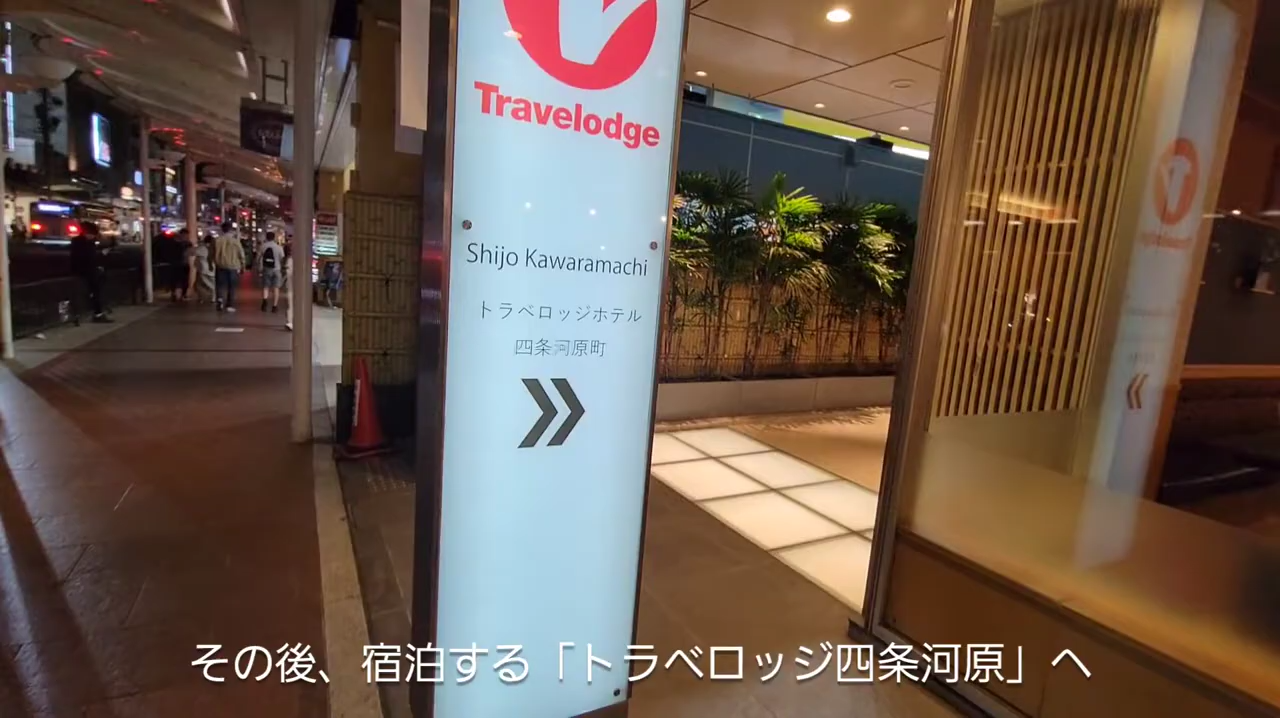 Travelodge
Shijo Kawaramachi
トラベロッジホテル
四条河原町
その後、宿泊する「トラベロッジ四条河原」へ